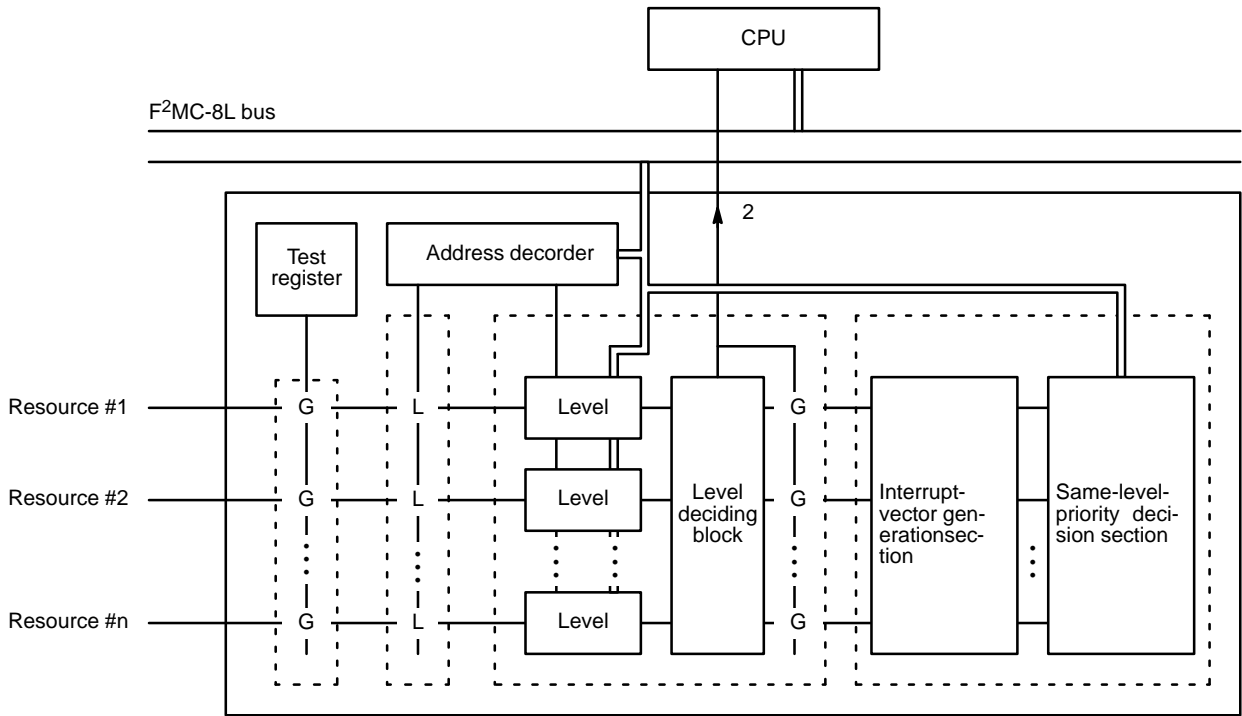 CPU
F²MC-8L bus
2
Test
register
Address decorder
Resource #1
G
L
Level
G
Resource #2
G
L
Level
Level
deciding
block
G
Interrupt-
vector gen-
erationsec-
tion
Same-level-
priority deci-
sion section
Resource #n
G
L
Level
G